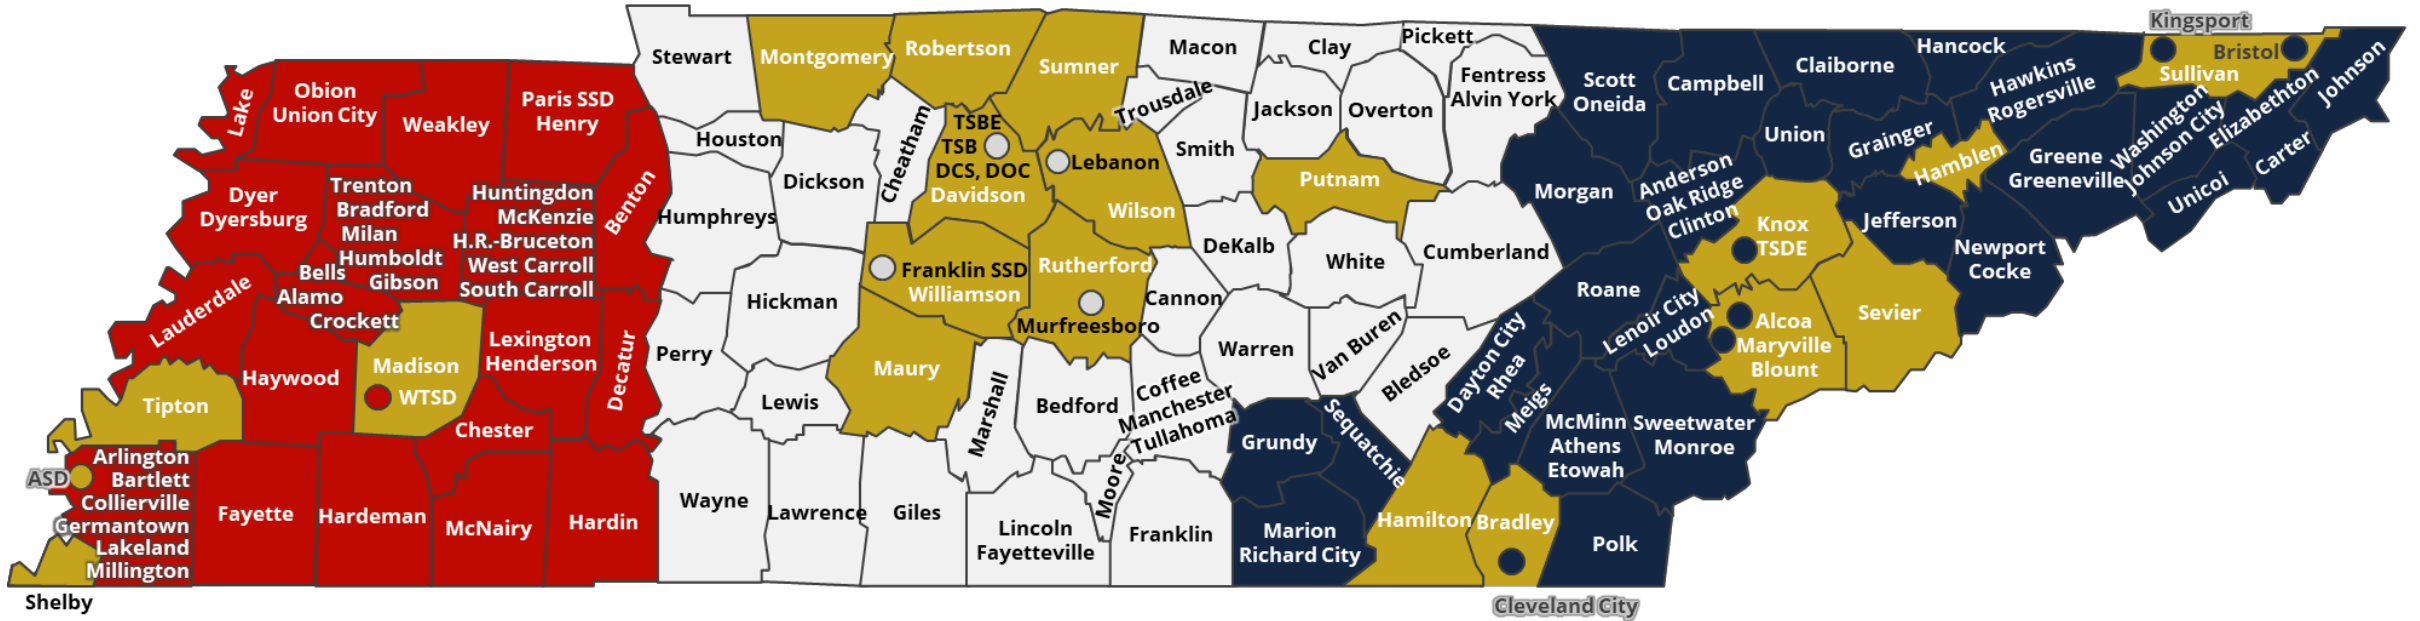 Lake
Obion
Union City
Weakley
Paris SSD
Henry
Benton
Dyer
Dyersburg
Trenton
Bradford
Milan
Humboldt
Gibson
Huntingdon
McKenzie
H.R.-Bruceton
West Carroll
South Carroll
Bells
Alamo
Crockett
Lauderdale
Haywood
Madison
WTSD
Lexington
Henderson
Decatur
Tipton
Chester
ASD
Arlington
Bartlett
Collierville
Germantown
Lakeland
Millington
Shelby
Fayette
Hardeman
McNairy
Hardin
Stewart
Montgomery
Robertson
Sumner
Macon
Clay
Pickett
Fentress
Alvin York
Trousdale
Jackson
Overton
Houston
Dickson
Cheatham
TSBE
TSB
DCS, DOC
Davidson
Lebanon
Wilson
Smith
Putnam
Humphreys
DeKalb
White
Cumberland
Hickman
Franklin SSD
Williamson
Rutherford
Murfreesboro
Cannon
Perry
Lewis
Maury
Marshall
Bedford
Coffee
Manchester
Tullahoma
Warren
Van Buren
Bledsoe
Wayne
Lawrence
Giles
Lincoln
Fayetteville
Moore
Franklin
Scott
Oneida
Campbell
Claiborne
Hancock
Hawkins
Rogersville
Kingsport
Bristol
Sullivan
Johnson
Morgan
Anderson
Oak Ridge
Clinton
Union
Grainger
Hamblen
Greene
Greeneville
Washington
Johnson City
Elizabethton
Carter
Unicoi
Knox
TSDE
Jefferson
Newport
Cocke
Roane
Lenoir City
Loudon
Alcoa
Maryville
Blount
Sevier
Dayton City
Rhea
Meigs
McMinn
Athens
Etowah
Sweetwater
Monroe
Grundy
Sequatchie
Marion
Richard City
Hamilton
Bradley
Polk
Cleveland City